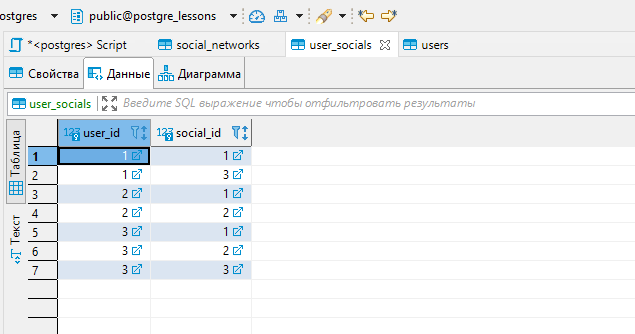 ostgres public@postgre_lessons
*<postgres> Script social_networks user_socials users
Свойства Данные Диаграмма
user_socials Введите SQL выражение чтобы отфильтровать результаты
Таблица
Текст
123 user_id 123 social_id
1 1 1
2 1 3
3 2 1
4 2 2
5 3 1
6 3 2
7 3 3